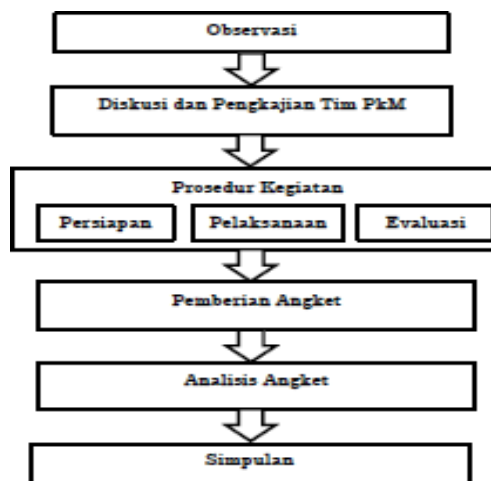 Observasi
Diskusi dan Pengkajian Tim PkM
Prosedur Kegiatan
Persiapan Pelaksanaan Evaluasi
Pemberian Angket
Analisis Angket
Simpulan